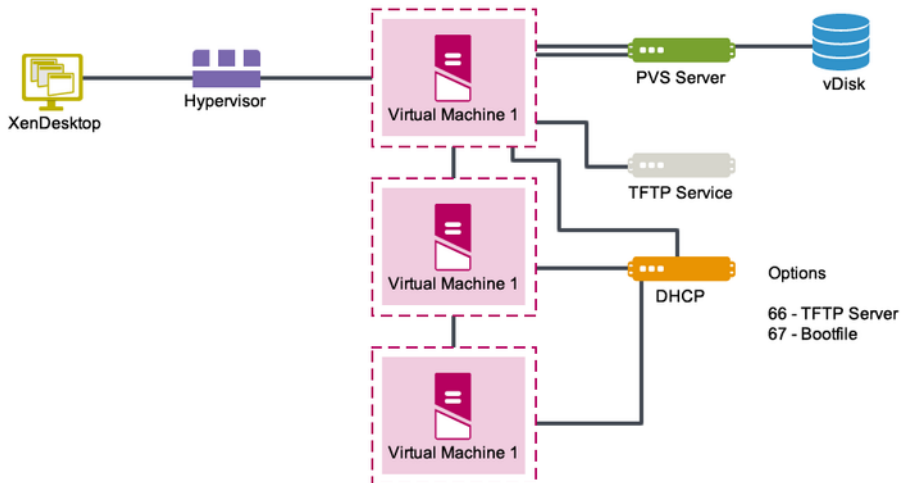 XenDesktop
Hypervisor
Virtual Machine 1
PVS Server
vDisk
TFTP Service
Virtual Machine 1
DHCP
Options
66 - TFTP Server
67 - Bootfile
Virtual Machine 1